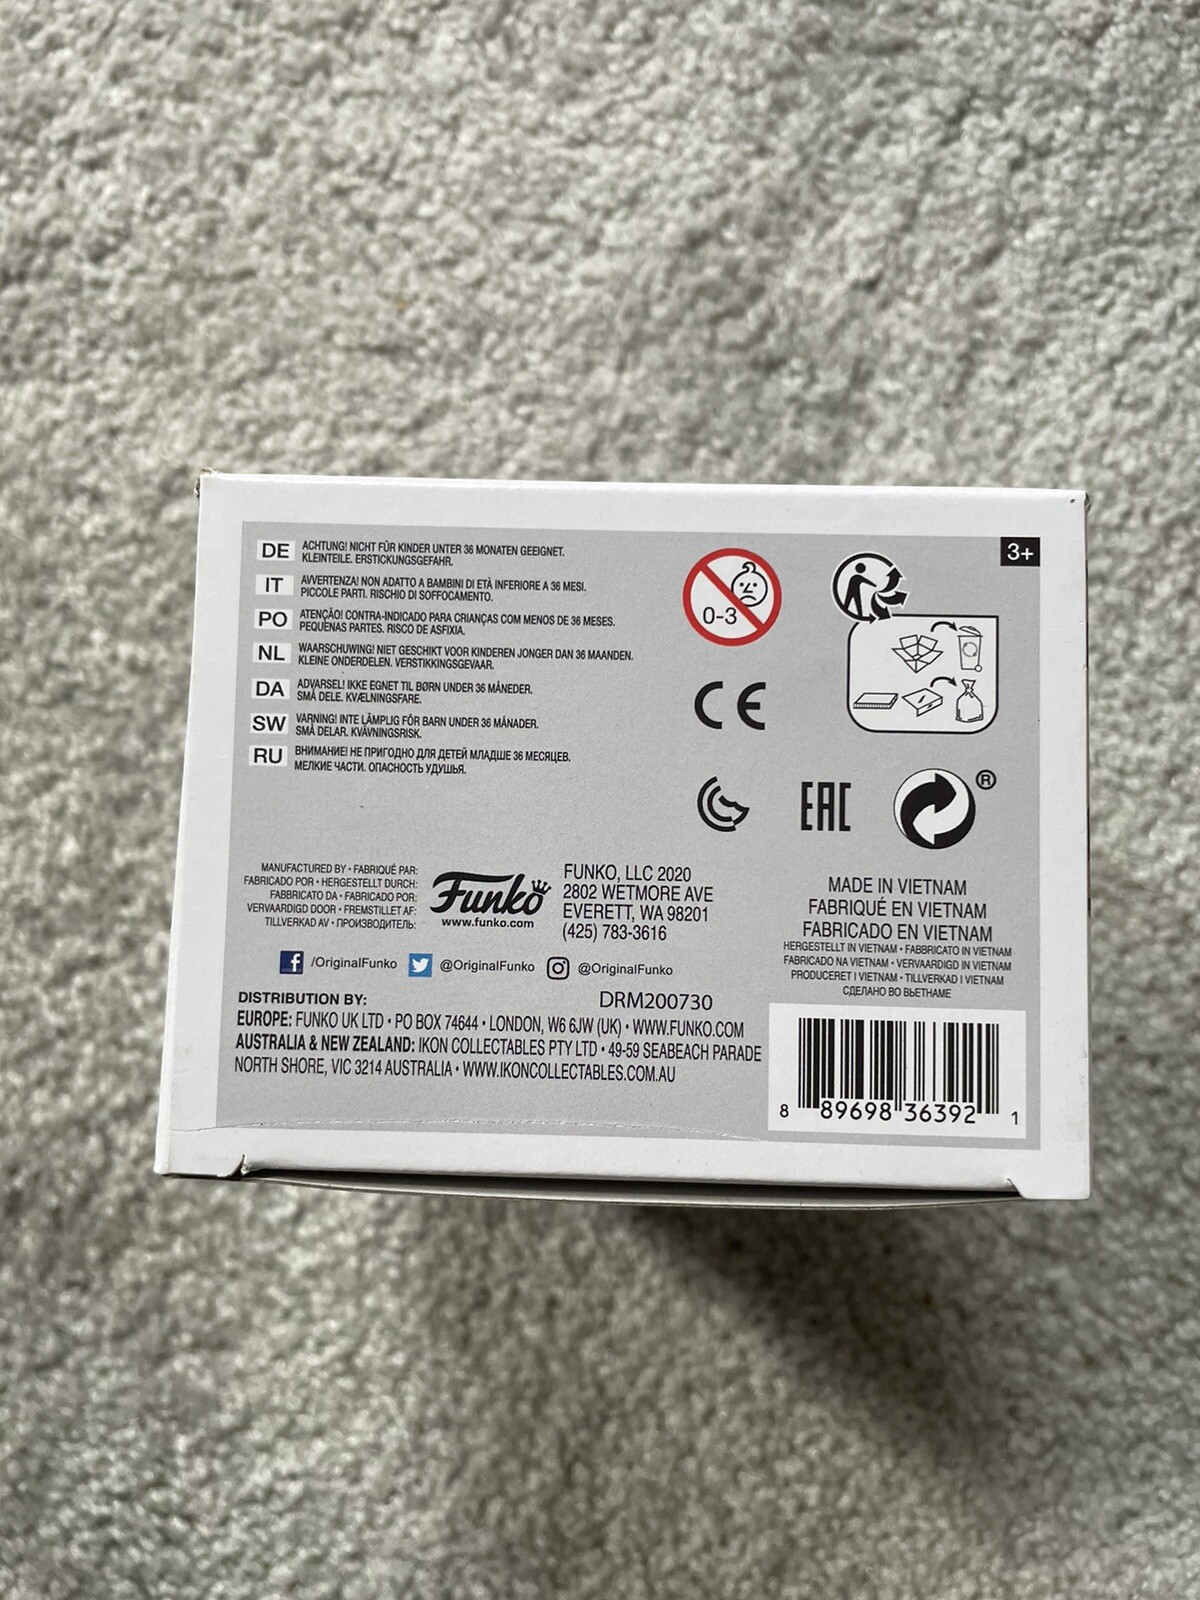 3+
DE ACHTUNG! NICHT FÜR KINDER UNTER 36 MONATEN GEEIGNET.
KLEINTEILE. ERSTICKUNGSGEFAHR.
IT AVVERTENZA! NON ADATTO A BAMBINI DI ETÀ INFERIORE A 36 MESI.
PICCOLE PARTI. RISCHIO DI SOFFOCAMENTO.
PO ATENÇÃO! CONTRA-INDICADO PARA CRIANÇAS COM MENOS DE 36 MESES.
PEQUENAS PARTES. RISCO DE ASFIXIA.
NL WAARSCHUWING! NIET GESCHIKT VOOR KINDEREN JONGER DAN 36 MAANDEN.
KLEINE ONDERDELEN. VERSTIKKINGSGEVAAR.
DA ADVARSEL! IKKE EGNET TIL BØRN UNDER 36 MÅNEDER.
SMÅ DELE. KVÆLNINGSFARE.
SW VARNING! INTE LÄMPLIG FÖR BARN UNDER 36 MÅNADER.
SMÅ DELAR. KVÄVNINGSRISK.
RU ВНИМАНИЕ! НЕ ПРИГОДНО ДЛЯ ДЕТЕЙ МЛАДШЕ 36 МЕСЯЦЕВ.
МЕЛКИЕ ЧАСТИ. ОПАСНОСТЬ УДУШЬЯ.
0-3
CE
EAC
®
MANUFACTURED BY • FABRIQUÉ PAR:
FABRICADO POR • HERGESTELLT DURCH:
FABBRICATO DA • FABRICADO POR:
VERVAARDIGD DOOR • FREMSTILLET AF:
TILLVERKAD AV • ПРОИЗВОДИТЕЛЬ:
Funko
www.funko.com
FUNKO, LLC 2020
2802 WETMORE AVE
EVERETT, WA 98201
(425) 783-3616
/OriginalFunko @OriginalFunko @OriginalFunko
MADE IN VIETNAM
FABRIQUÉ EN VIETNAM
FABRICADO EN VIETNAM
HERGESTELLT IN VIETNAM • FABBRICATO IN VIETNAM
FABRICADO NA VIETNAM • VERVAARDIGD IN VIETNAM
PRODUCERET I VIETNAM • TILLVERKAD I VIETNAM
СДЕЛАНО ВО ВЬЕТНАМЕ
DISTRIBUTION BY: DRM200730
EUROPE: FUNKO UK LTD • PO BOX 74644 • LONDON, W6 6JW (UK) • WWW.FUNKO.COM
AUSTRALIA & NEW ZEALAND: IKON COLLECTABLES PTY LTD • 49-59 SEABEACH PARADE
NORTH SHORE, VIC 3214 AUSTRALIA • WWW.IKONCOLLECTABLES.COM.AU
8 89698 36392 1